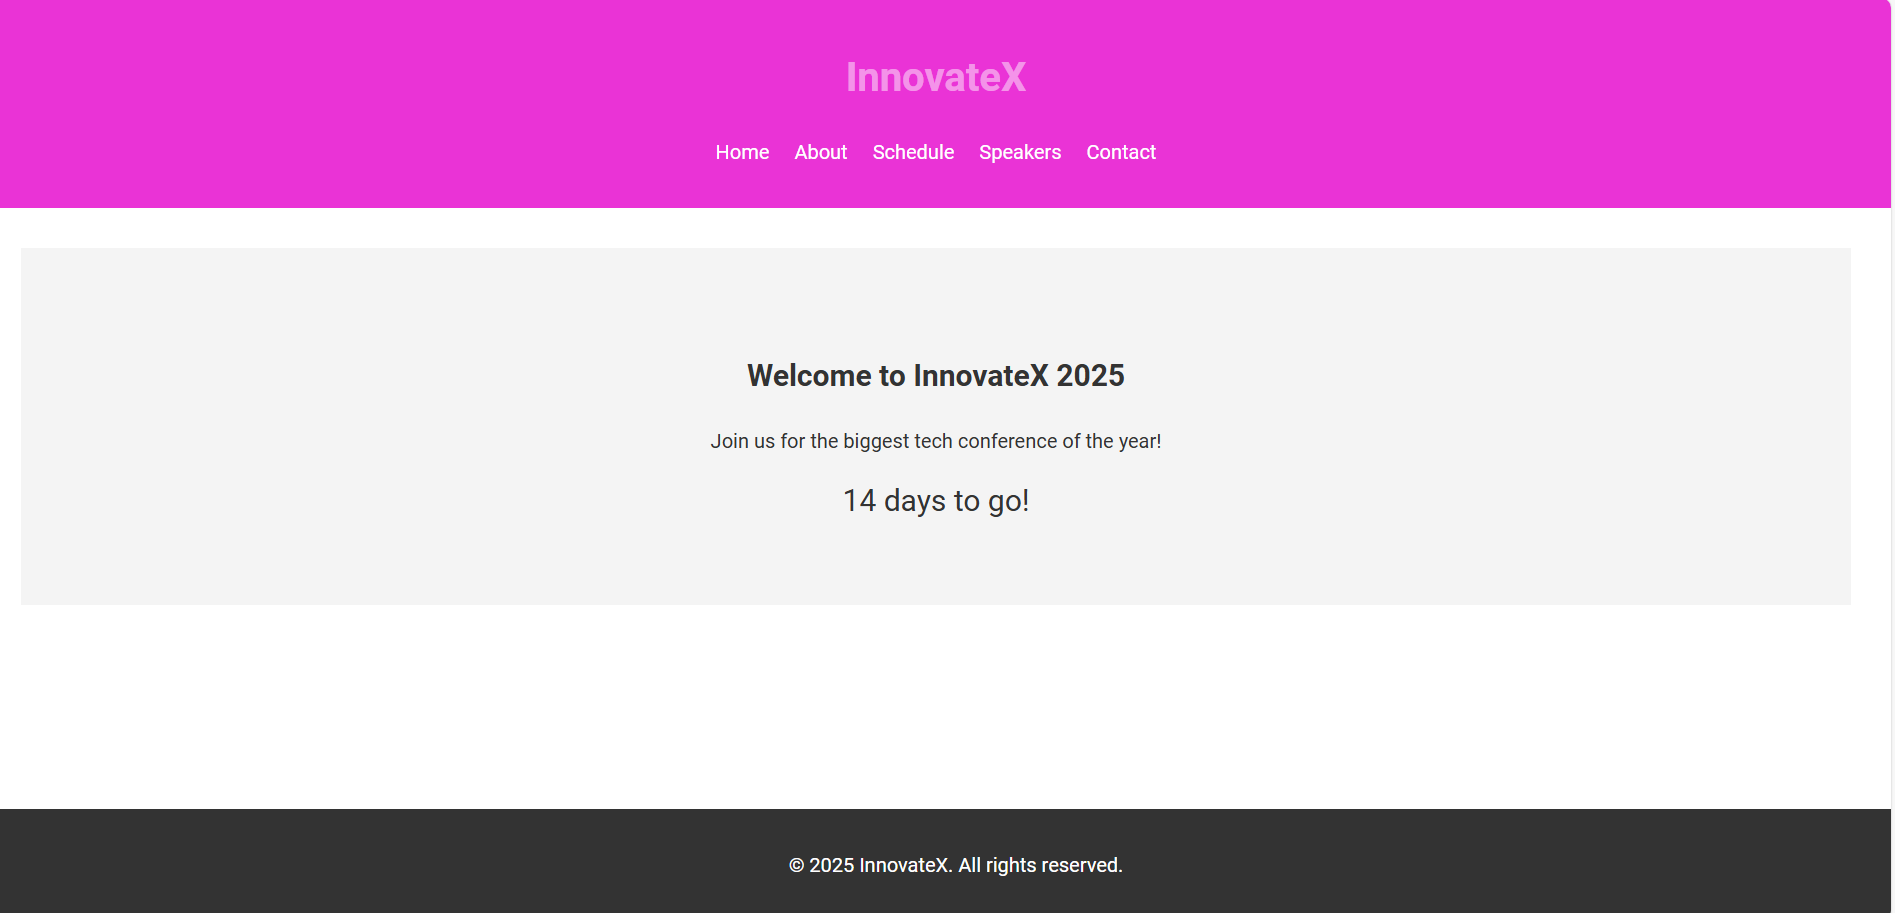 InnovateX
Home About Schedule Speakers Contact
Welcome to InnovateX 2025
Join us for the biggest tech conference of the year!
14 days to go!
© 2025 InnovateX. All rights reserved.